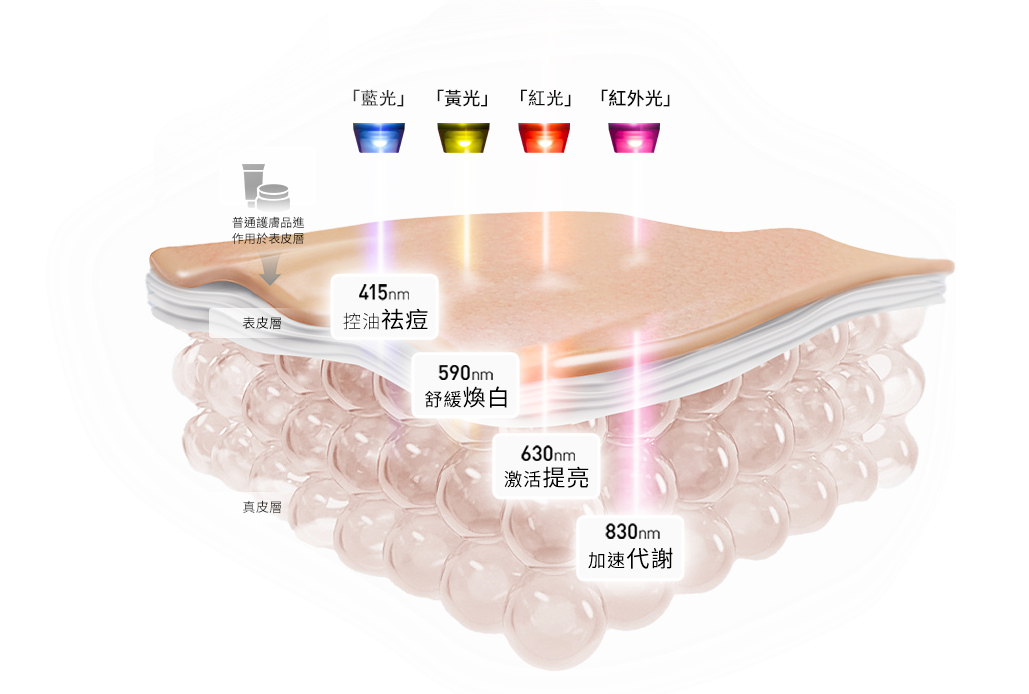 「藍光」
「黃光」
「紅光」
「紅外光」
普通護膚品進
作用於表皮層
415nm
控油祛痘
表皮層
590nm
舒緩煥白
630nm
激活提亮
真皮層
830nm
加速代謝